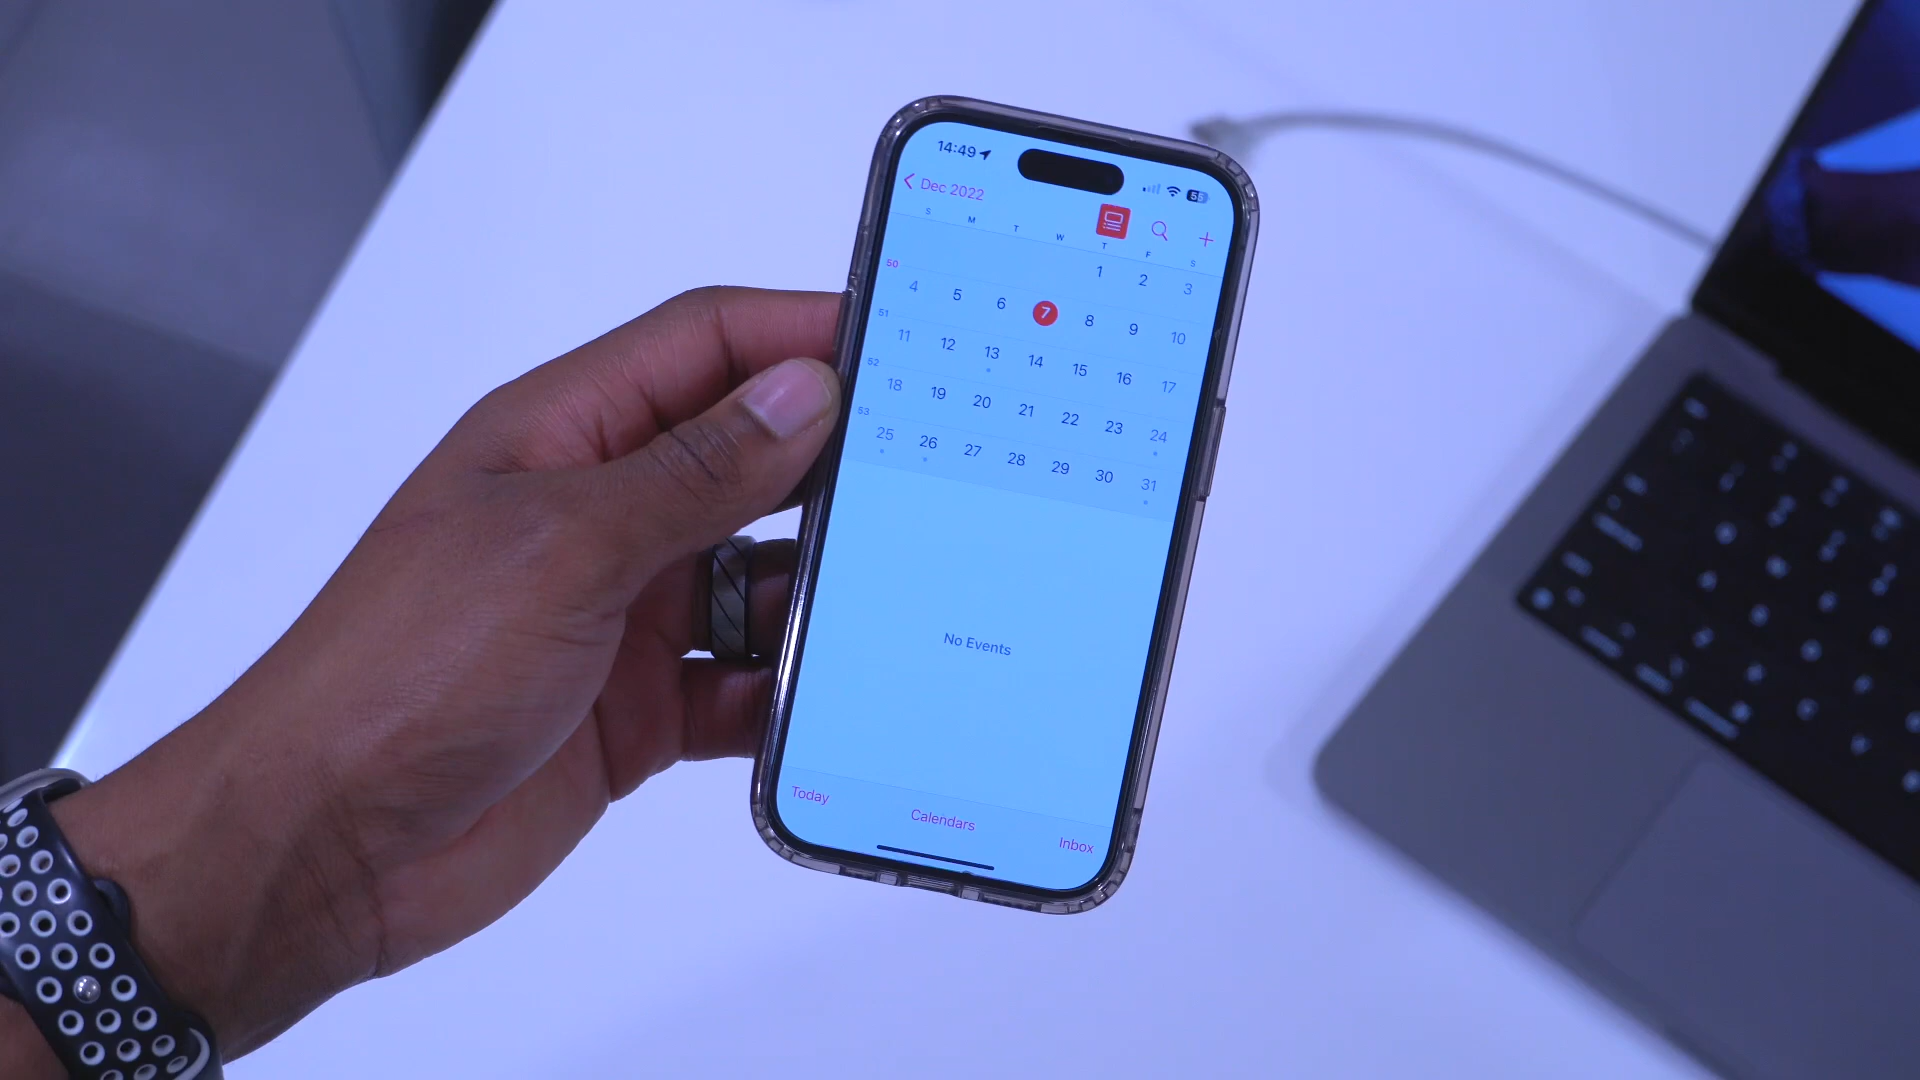 14:49 55
Dec 2022
S M T W T F S
1 2 3
50 4 5 6 7 8 9 10
51 11 12 13 14 15 16 17
52 18 19 20 21 22 23 24
53 25 26 27 28 29 30 31
No Events
Today Calendars Inbox